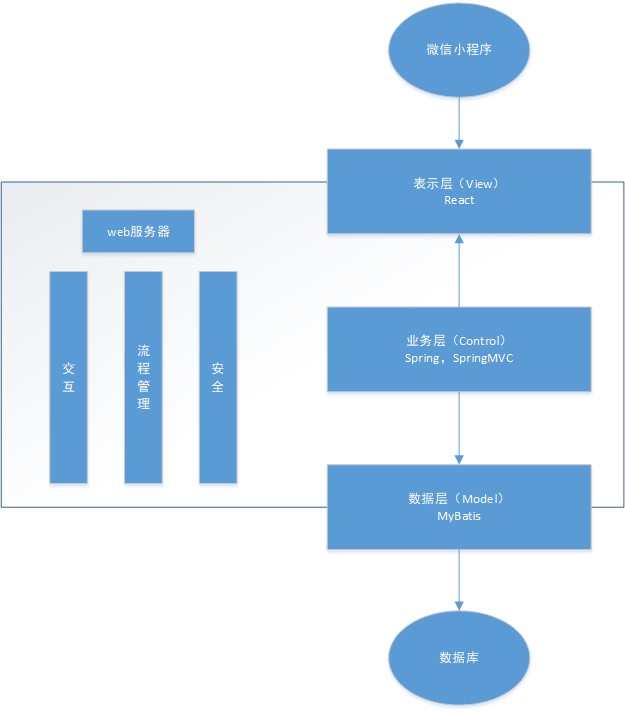 微信小程序
表示层（View）
React
web服务器
交互
流程管理
安全
业务层（Control）
Spring，SpringMVC
数据层（Model）
MyBatis
数据库